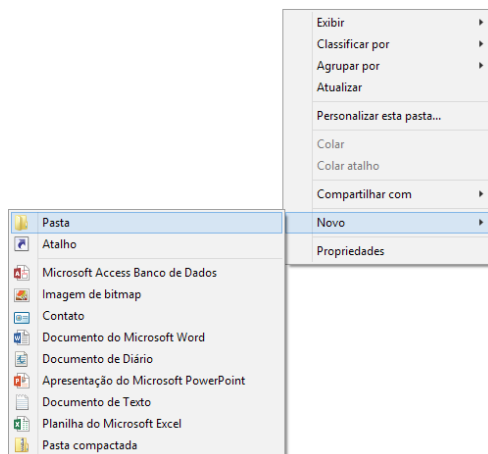 Exibir
Classificar por
Agrupar por
Atualizar
Personalizar esta pasta...
Colar
Colar atalho
Compartilhar com
Novo
Propriedades
Pasta
Atalho
Microsoft Access Banco de Dados
Imagem de bitmap
Contato
Documento do Microsoft Word
Documento de Diário
Apresentação do Microsoft PowerPoint
Documento de Texto
Planilha do Microsoft Excel
Pasta compactada